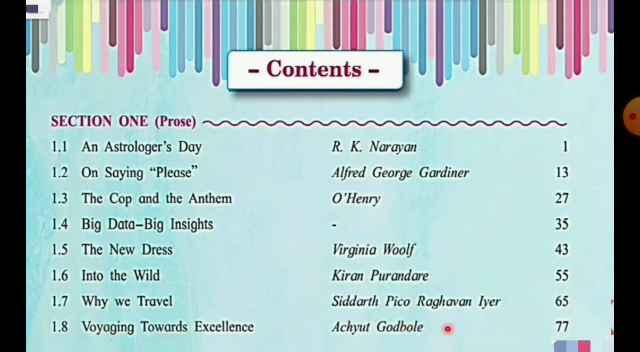 – Contents –
SECTION ONE (Prose)
1.1 An Astrologer's Day R. K. Narayan 1
1.2 On Saying "Please" Alfred George Gardiner 13
1.3 The Cop and the Anthem O'Henry 27
1.4 Big Data–Big Insights - 35
1.5 The New Dress Virginia Woolf 43
1.6 Into the Wild Kiran Purandare 55
1.7 Why we Travel Siddarth Pico Raghavan Iyer 65
1.8 Voyaging Towards Excellence Achyut Godbole 77